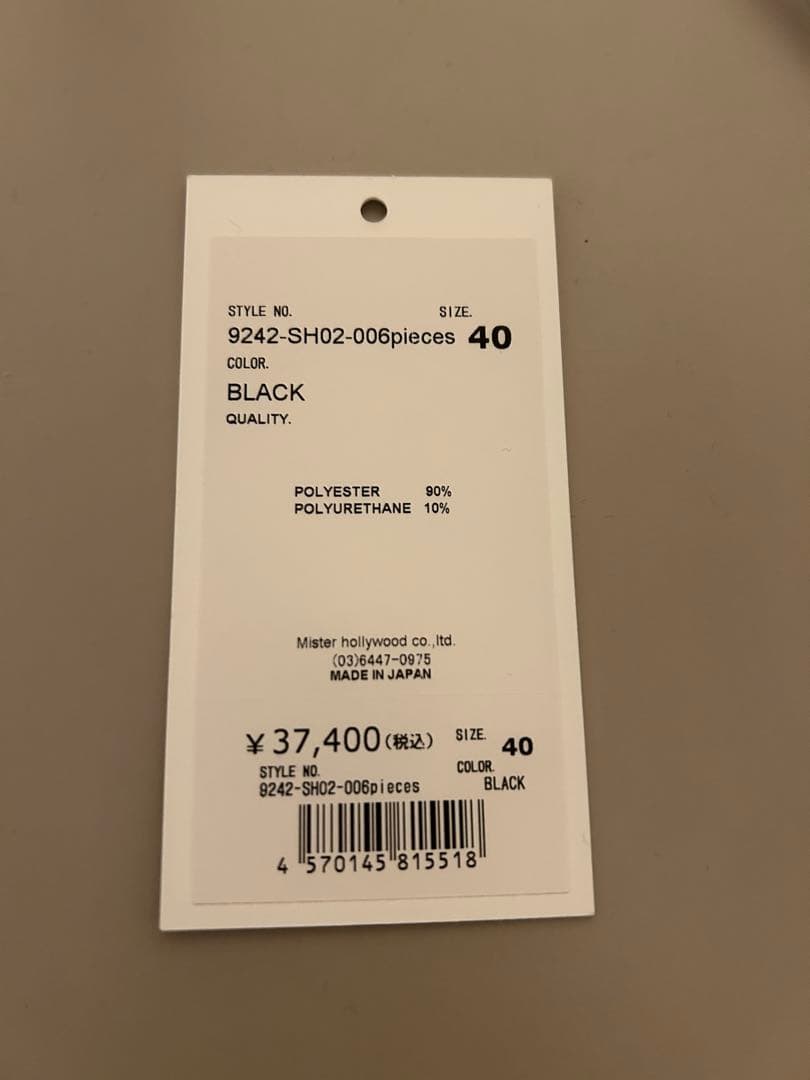 STYLE NO. SIZE.
9242-SH02-006pieces 40
COLOR.
BLACK
QUALITY.
POLYESTER 90%
POLYURETHANE 10%
Mister hollywood co.,ltd.
(03)6447-0975
MADE IN JAPAN
¥37,400(税込) SIZE. 40
STYLE NO. COLOR.
9242-SH02-006pieces BLACK
4 570145 815518